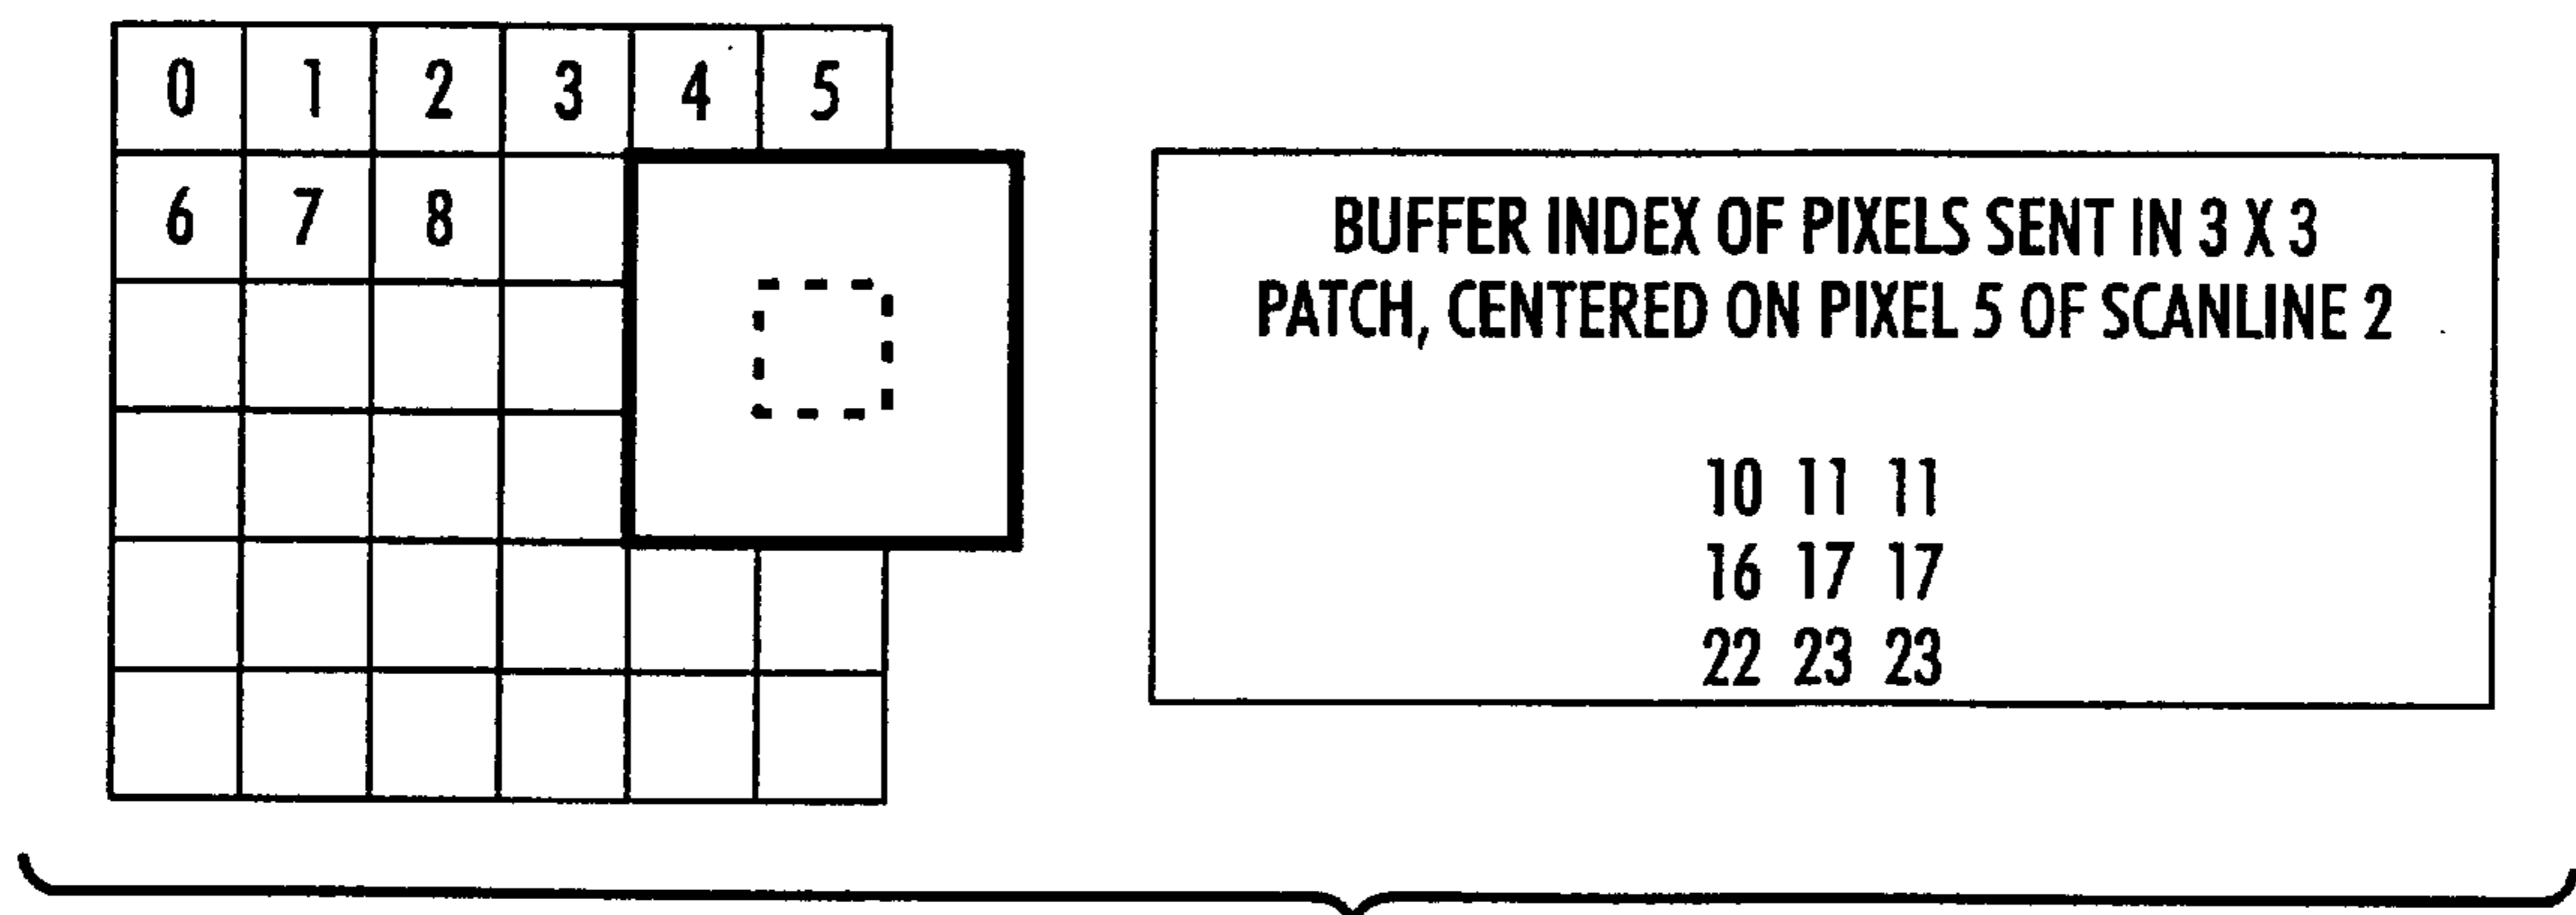 0 1 2 3 4 5
6 7 8
BUFFER INDEX OF PIXELS SENT IN 3 X 3
PATCH, CENTERED ON PIXEL 5 OF SCANLINE 2
10 11 11
16 17 17
22 23 23